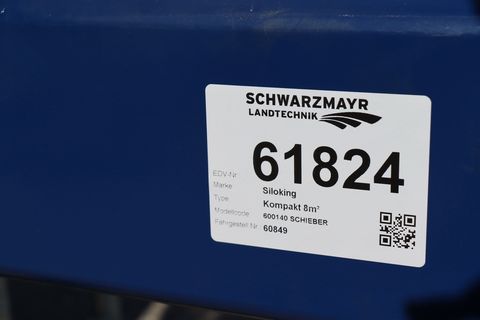 SCHWARZMAYR
LANDTECHNIK
EDV-Nr. 61824
Marke Siloking
Type Kompakt 8m³
Modellcode 600140 SCHIEBER
Fahrgestell Nr. 60849